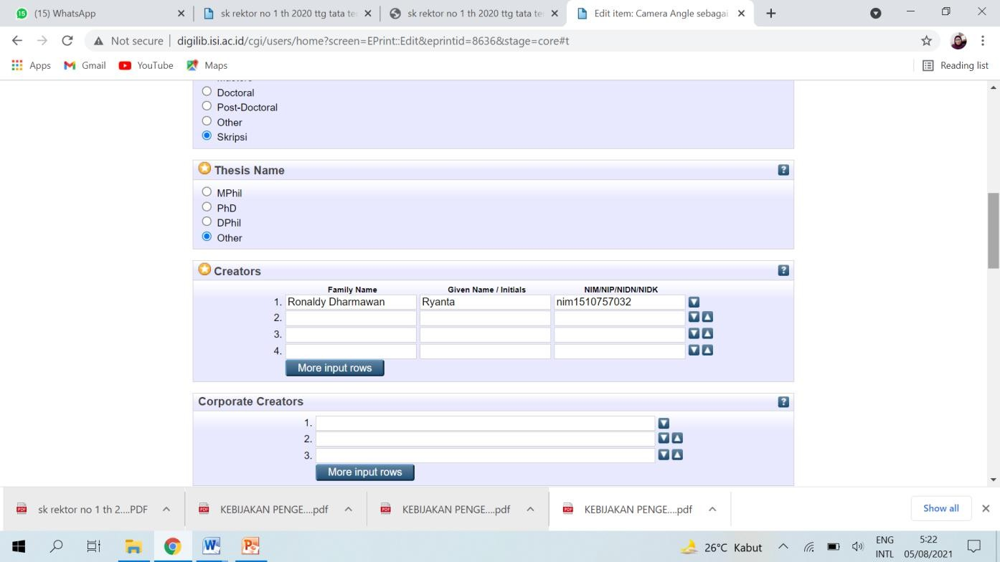 (15) WhatsApp
sk rektor no 1 th 2020 ttg tata te
sk rektor no 1 th 2020 ttg tata te
Edit item: Camera Angle sebagai
Not secure | digilib.isi.ac.id/cgi/users/home?screen=EPrint::Edit&eprintid=8636&stage=core#t
Apps Gmail YouTube Maps Reading list
Doctoral
Post-Doctoral
Other
Skripsi
Thesis Name ?
MPhil
PhD
DPhil
Other
Creators ?
Family Name Given Name / Initials NIM/NIP/NIDN/NIDK
1. Ronaldy Dharmawan Ryanta nim1510757032
2.
3.
4.
More input rows
Corporate Creators ?
1.
2.
3.
More input rows
sk rektor no 1 th 2....PDF KEBIJAKAN PENGE....pdf KEBIJAKAN PENGE....pdf KEBIJAKAN PENGE....pdf Show all
26°C Kabut ENG 5:22
INTL 05/08/2021